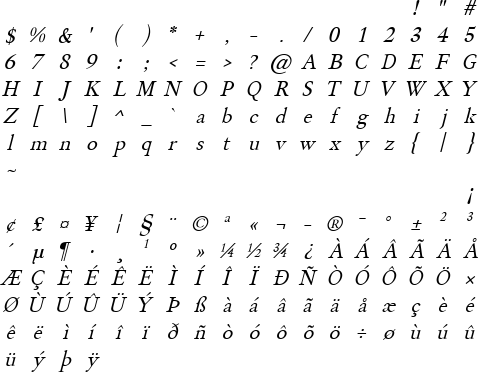 ! " #
$ % & ' ( ) * + , - . / 0 1 2 3 4 5
6 7 8 9 : ; < = > ? @ A B C D E F G
H I J K L M N O P Q R S T U V W X Y
Z [ \ ] ^ _ ` a b c d e f g h i j k
l m n o p q r s t u v w x y z { | }
~
¡
¢ £ ¤ ¥ ¦ § ¨ © ª « ¬ - ® ¯ ° ± ² ³
´ µ ¶ · ¸ ¹ º » ¼ ½ ¾ ¿ À Á Â Ã Ä Å
Æ Ç È É Ê Ë Ì Í Î Ï Ð Ñ Ò Ó Ô Õ Ö ×
Ø Ù Ú Û Ü Ý Þ ß à á â ã ä å æ ç è é
ê ë ì í î ï ð ñ ò ó ô õ ö ÷ ø ù ú û
ü ý þ ÿ